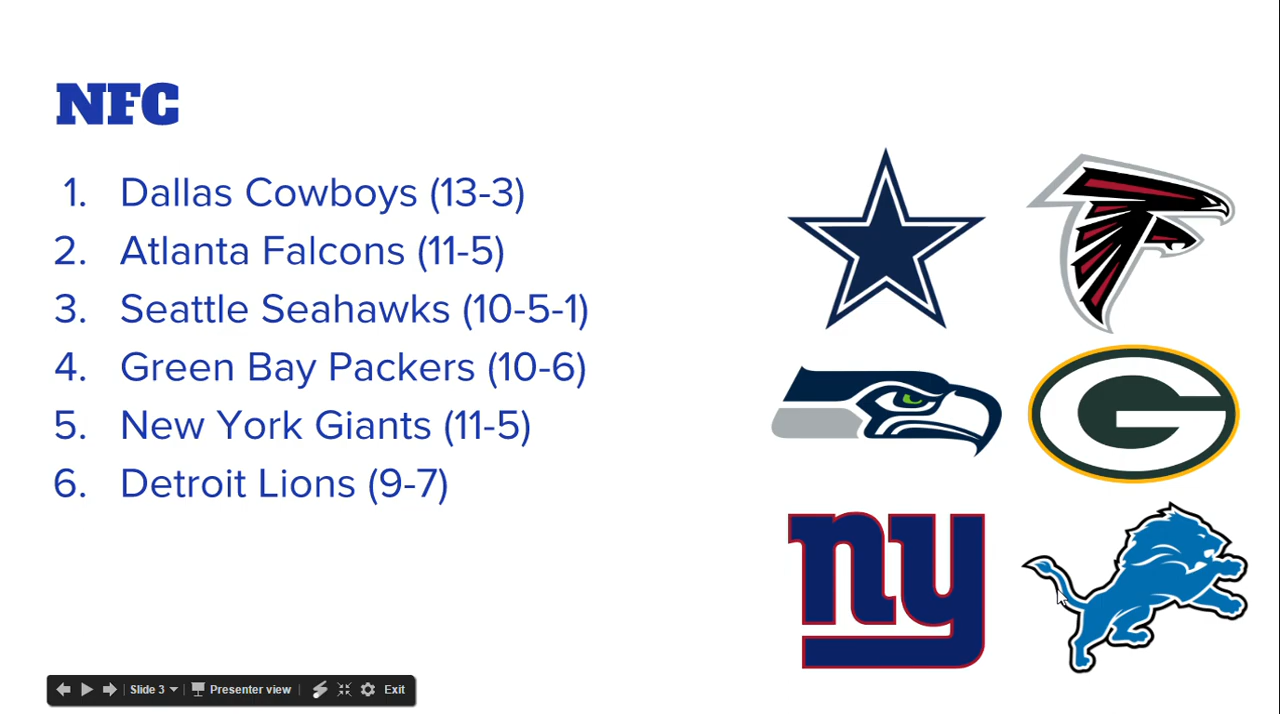 NFC
1. Dallas Cowboys (13-3)
2. Atlanta Falcons (11-5)
3. Seattle Seahawks (10-5-1)
4. Green Bay Packers (10-6)
5. New York Giants (11-5)
6. Detroit Lions (9-7)
G
ny
Slide 3 Presenter view Exit